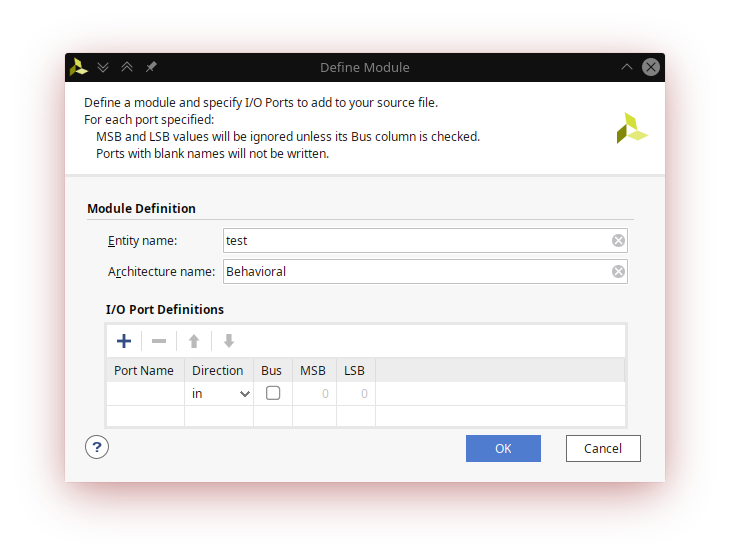 Define Module
Define a module and specify I/O Ports to add to your source file.
For each port specified:
MSB and LSB values will be ignored unless its Bus column is checked.
Ports with blank names will not be written.
Module Definition
Entity name: test
Architecture name: Behavioral
I/O Port Definitions
Port Name Direction Bus MSB LSB
in 0 0
? OK Cancel